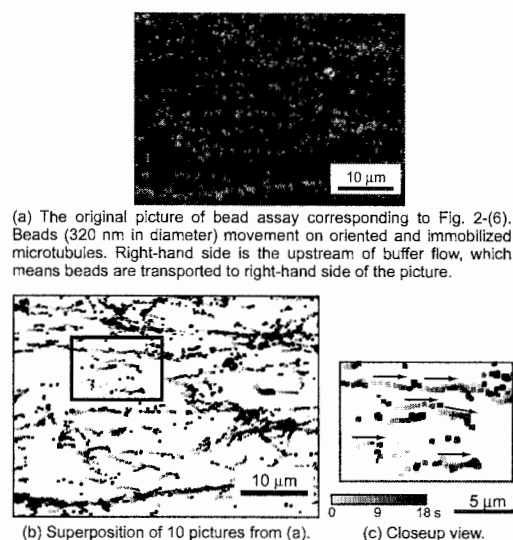 10 μm
(a) The original picture of bead assay corresponding to Fig. 2-(6).
Beads (320 nm in diameter) movement on oriented and immobilized
microtubules. Right-hand side is the upstream of buffer flow, which
means beads are transported to right-hand side of the picture.
10 μm
0 9 18 s
5 μm
(b) Superposition of 10 pictures from (a).
(c) Closeup view.